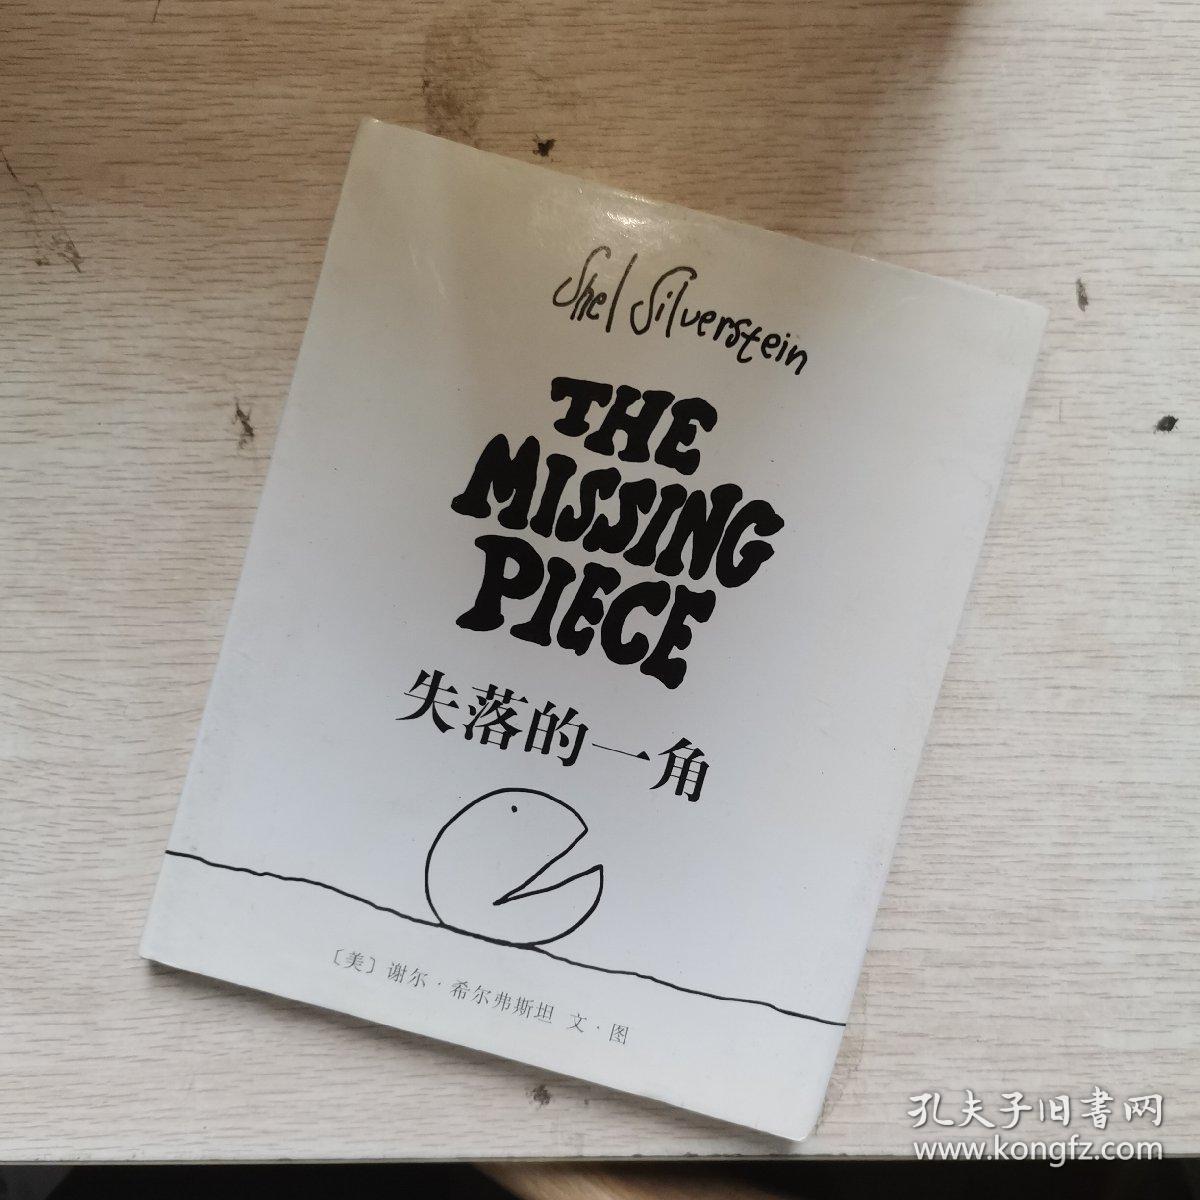 Shel Silverstein
THE
MISSING
PIECE
失落的一角
〔美〕谢尔·希尔弗斯坦 文·图
孔夫子旧書网
www.kongfz.com